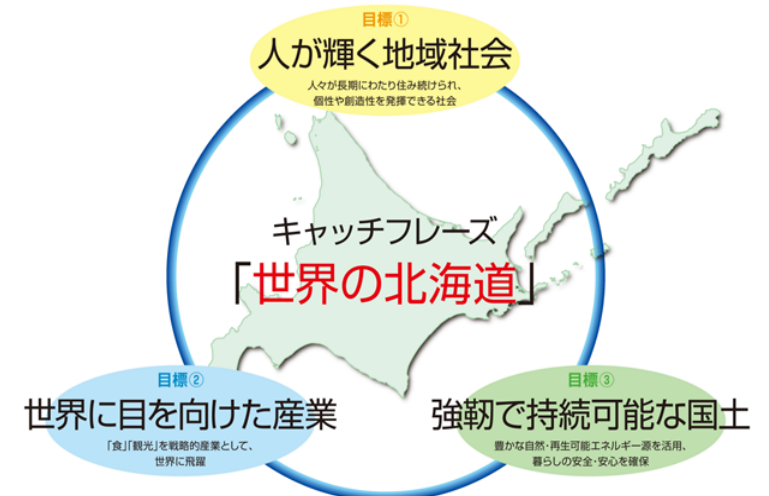 目標①
人が輝く地域社会
人々が長期にわたり住み続けられ、
個性や創造性を発揮できる社会
キャッチフレーズ
「世界の北海道」
目標②
世界に目を向けた産業
「食」「観光」を戦略的産業として、
世界に飛躍
目標③
強靭で持続可能な国土
豊かな自然・再生可能エネルギー源を活用、
暮らしの安全・安心を確保